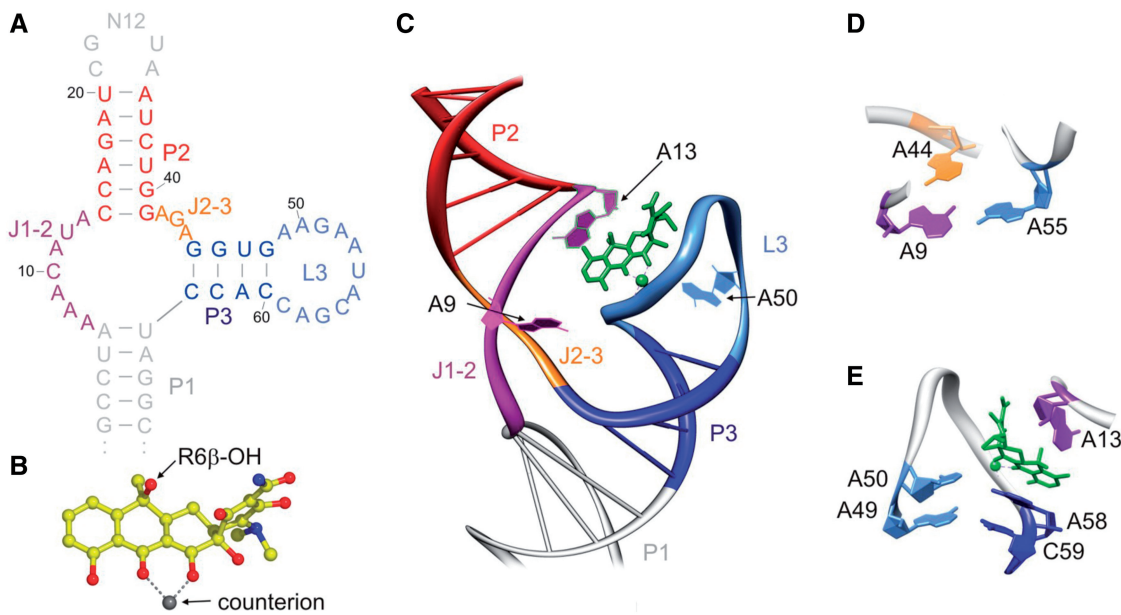 A
N12
G U
C A
20 U A
A U
G C
A U
P2
C G 40
C G A G A J2-3
J1-2
A U A C A A A
10
G G U G A A G A A U A C G A C
50
L3
C C A C
60
P3
A U
U A
C G
C G
G C
P1
B
R6β-OH
counterion
C
P2
A13
L3
A9
A50
J2-3
J1-2
P3
P1
D
A44
A9
A55
E
A13
A50
A49
A58
C59